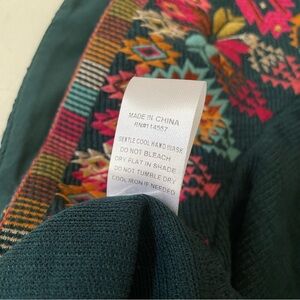 MADE IN CHINA
RN#114557
GENTLE COOL HAND WASH
DO NOT BLEACH
DRY FLAT IN SHADE
DO NOT TUMBLE DRY
COOL IRON IF NEEDED